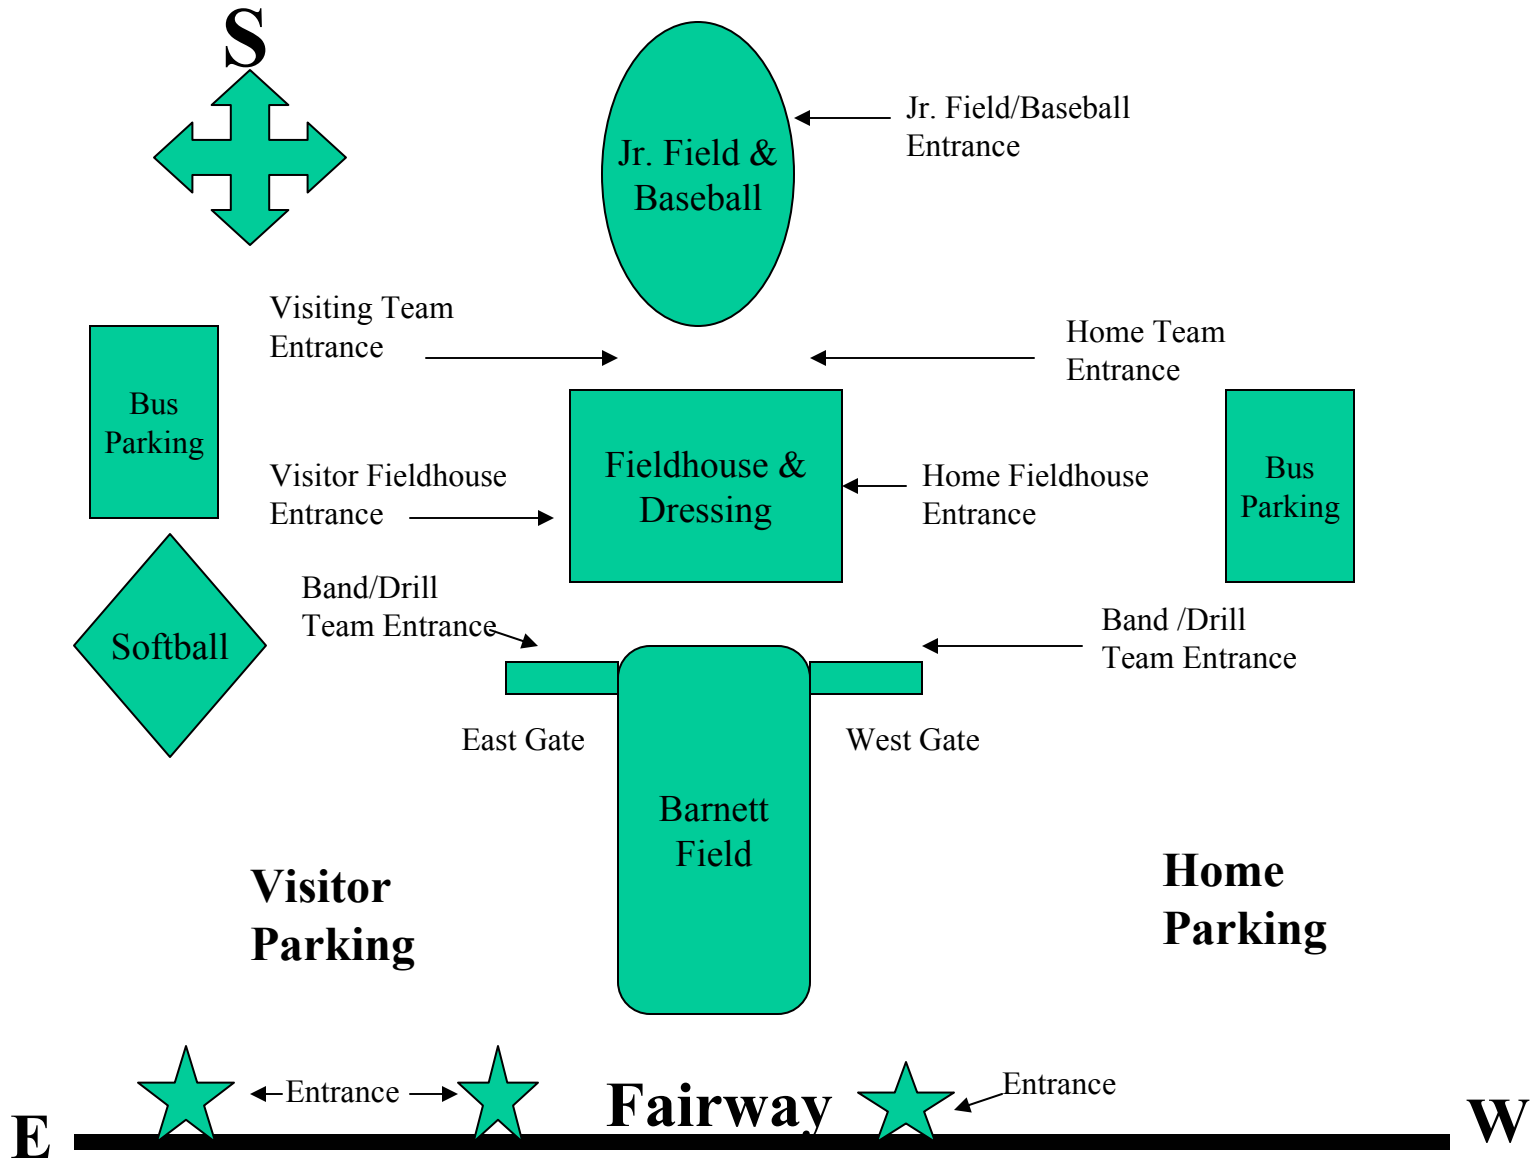 S
Jr. Field &
Baseball
Jr. Field/Baseball
Entrance
Visiting Team
Entrance
Home Team
Entrance
Bus
Parking
Visitor Fieldhouse
Entrance
Fieldhouse &
Dressing
Home Fieldhouse
Entrance
Bus
Parking
Band/Drill
Team Entrance
Band /Drill
Team Entrance
Softball
East Gate
West Gate
Barnett
Field
Visitor
Parking
Home
Parking
Entrance
Fairway
Entrance
E
W